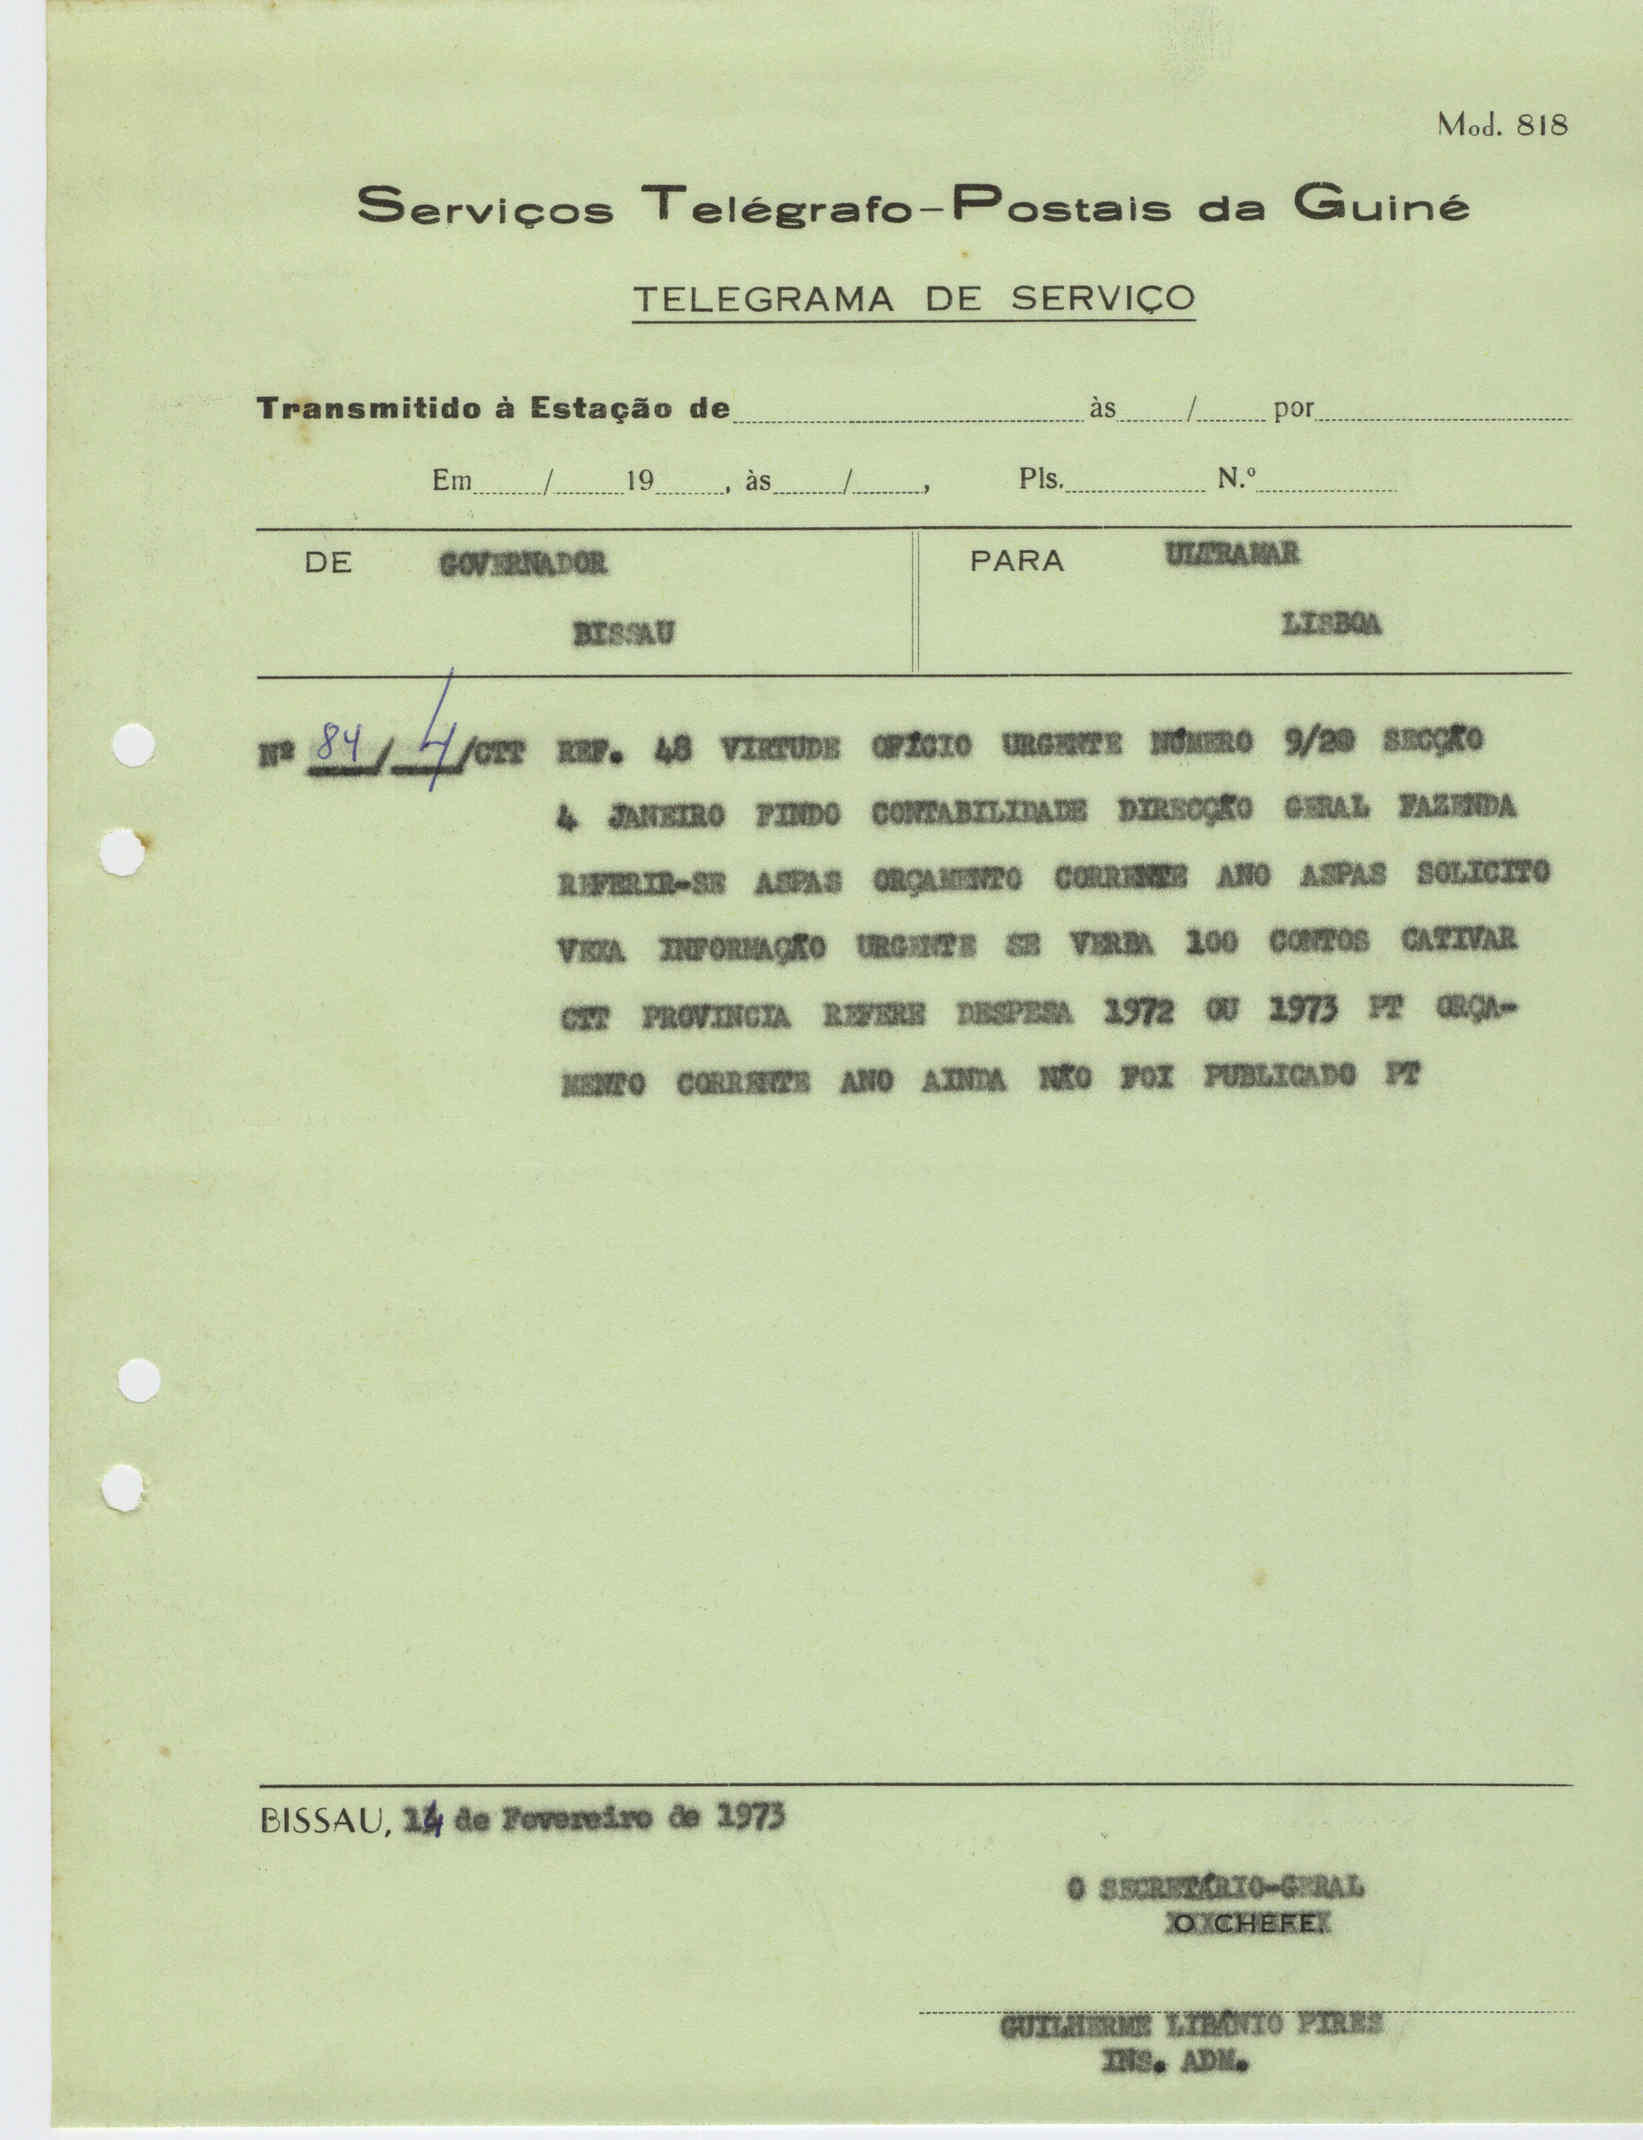 Mod. 818
Serviços Telégrafo-Postais da Guiné
TELEGRAMA DE SERVIÇO
Transmitido à Estação de às / por
Em / 19 , às / , Pls. N.º
DE GOVERNADOR PARA ULTRAMAR
BISSAU LISBOA
Nº 84/4/CTT REF. 48 VIRTUDE OFÍCIO URGENTE NÚMERO 9/20 SECÇÃO
4 JANEIRO FINDO CONTABILIDADE DIRECÇÃO GERAL FAZENDA
REFERIR-SE ASPAS ORÇAMENTO CORRENTE ANO ASPAS SOLICITO
VEXA INFORMAÇÃO URGENTE SE VERBA 100 CONTOS CATIVAR
CTT PROVINCIA REFERE DESPESA 1972 OU 1973 PT ORÇA-
MENTO CORRENTE ANO AINDA NÃO FOI PUBLICADO PT
BISSAU, 14 de Fevereiro de 1973
O SECRETÁRIO-GERAL
O CHEFE,
GUILHERME LIBÂNIO PIRES
INS. ADM.